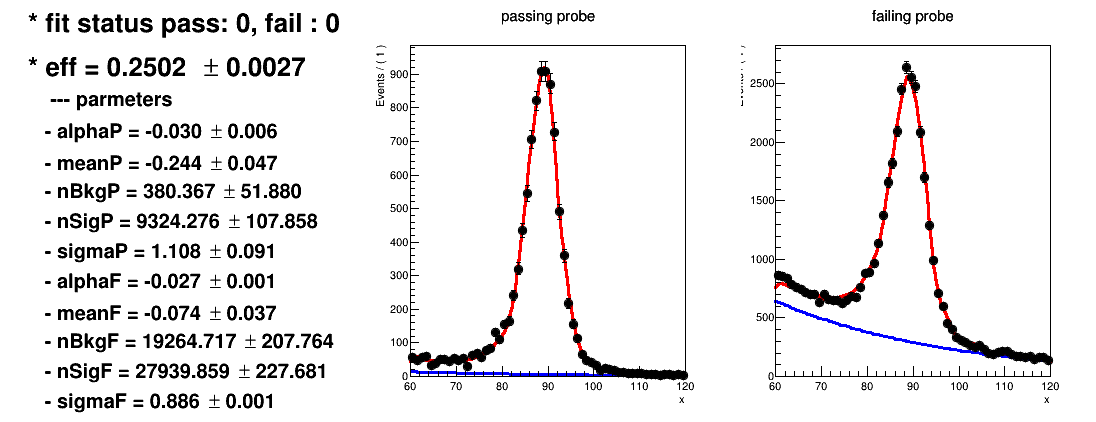 * fit status pass: 0, fail : 0
* eff = 0.2502 ± 0.0027
--- parmeters
- alphaP = -0.030 ± 0.006
- meanP = -0.244 ± 0.047
- nBkgP = 380.367 ± 51.880
- nSigP = 9324.276 ± 107.858
- sigmaP = 1.108 ± 0.091
- alphaF = -0.027 ± 0.001
- meanF = -0.074 ± 0.037
- nBkgF = 19264.717 ± 207.764
- nSigF = 27939.859 ± 227.681
- sigmaF = 0.886 ± 0.001
passing probe
Events / ( 1 )
900
800
700
600
500
400
300
200
100
0
60 70 80 90 100 110 120
x
failing probe
2500
2000
1500
1000
500
0
60 70 80 90 100 110 120
x